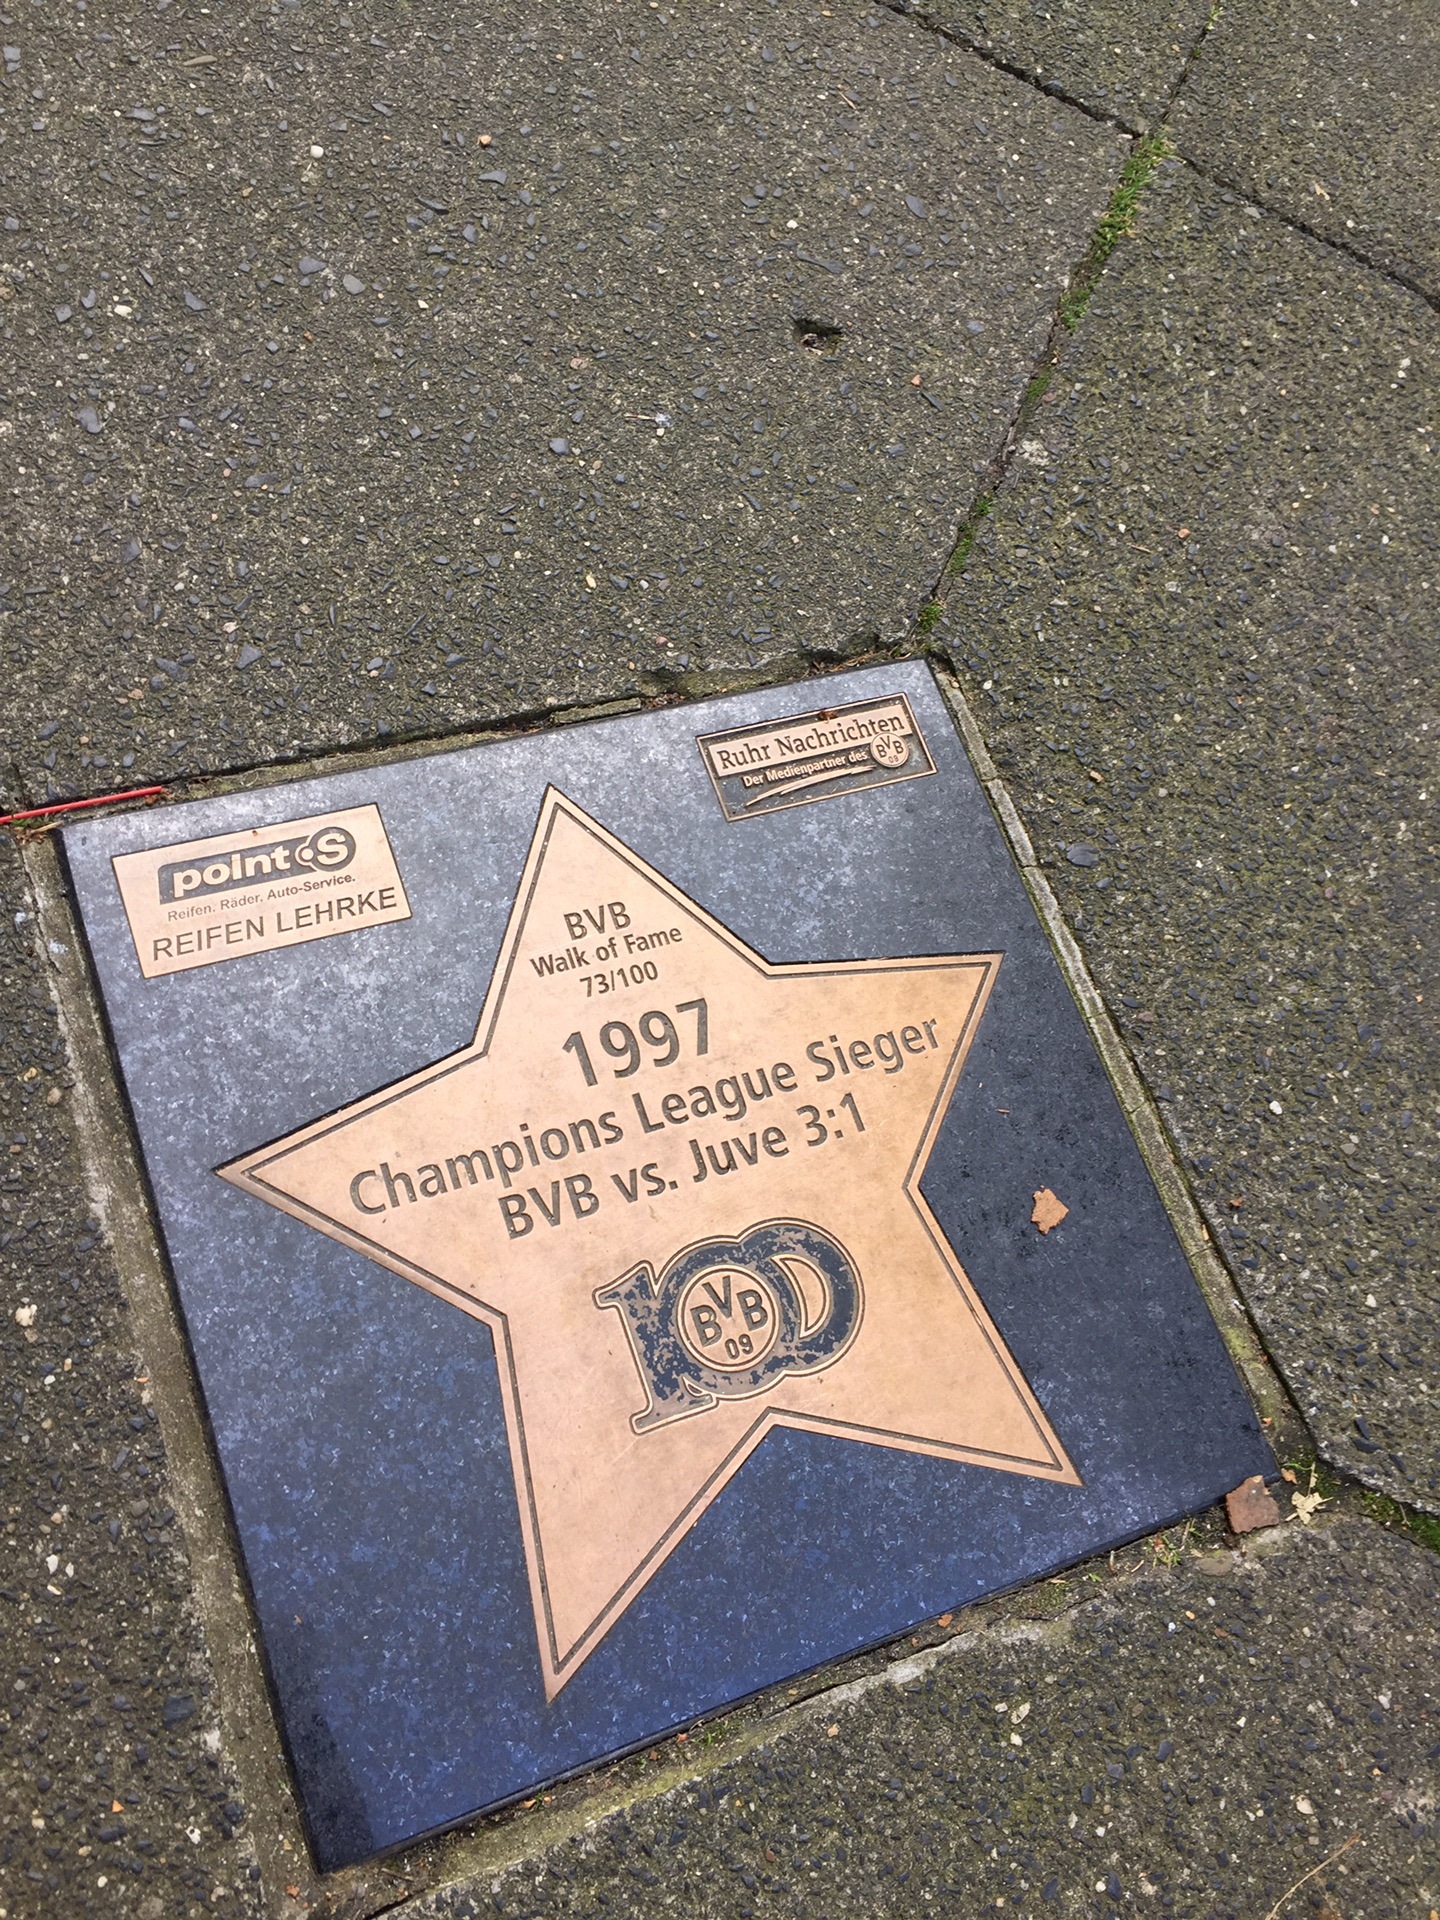 point S
Reifen. Räder. Auto-Service.
REIFEN LEHRKE
Ruhr Nachrichten
Der Medienpartner des BVB 09
BVB
Walk of Fame
73/100
1997
Champions League Sieger
BVB vs. Juve 3:1
100
BVB
09